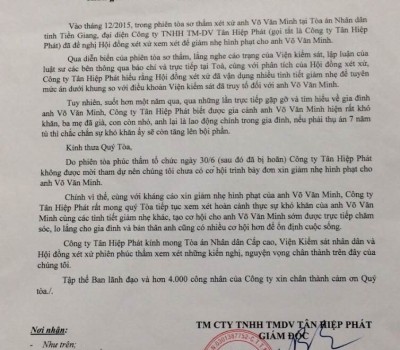 Vào tháng 12/2015, trong phiên tòa sơ thẩm xét xử anh Võ Văn Minh tại Tòa án Nhân dân
tỉnh Tiền Giang, đại diện Công ty TNHH TM-DV Tân Hiệp Phát (gọi tắt là Công ty Tân Hiệp
Phát) đã đề nghị Hội đồng xét xử xem xét để giảm nhẹ hình phạt cho anh Võ Văn Minh.
Qua diễn biến của phiên tòa sơ thẩm, lắng nghe cáo trạng của Viện kiểm sát, lập luận của
luật sư các bên thông qua báo chí và trực tiếp tại Toà, cùng với phân tích của Hội đồng xét xử,
Công ty Tân Hiệp Phát hiểu rằng Hội đồng xét xử đã vận dụng nhiều tình tiết giảm nhẹ để tuyên
mức án dưới khung so với điều khoản Viện kiểm sát đã truy tố đối với anh Võ Văn Minh.
Tuy nhiên, suốt hơn một năm qua, qua những lần trực tiếp gặp gỡ và tìm hiểu về gia đình
anh Võ Văn Minh, Công ty Tân Hiệp Phát biết được gia cảnh anh Võ Văn Minh hiện rất khó
khăn, ba mẹ đã già, con còn nhỏ, anh lại là lao động chính trong gia đình, nếu phải thụ án 7 năm
tù thì chắc chắn sự khó khăn ấy sẽ còn tăng lên bội phần.
Kính thưa Quý Tòa,
Do phiên tòa phúc thẩm tổ chức ngày 30/6 (sau đó đã bị hoãn) Công ty Tân Hiệp Phát
không được mời tham dự nên chúng tôi chưa có cơ hội trình bày đơn xin giảm nhẹ hình phạt cho
anh Võ Văn Minh.
Chính vì thế, cùng với kháng cáo xin giảm nhẹ hình phạt của anh Võ Văn Minh, Công ty
Tân Hiệp Phát rất mong quý Tòa tiếp tục xem xét hoàn cảnh thực sự khó khăn của anh Võ Văn
Minh cùng các tình tiết giảm nhẹ khác, tạo cơ hội cho anh Võ Văn Minh sớm được trực tiếp chăm
sóc, lo lắng cho gia đình và bản thân anh cũng có nhiều cơ hội hơn để ổn định cuộc sống.
Công ty Tân Hiệp Phát kính mong Tòa án Nhân dân Cấp cao, Viện Kiểm sát nhân dân và
Hội đồng xét xử phiên phúc thẩm xem xét những kiến nghị, nguyện vọng chân thành trên đây của
chúng tôi.
Tập thể Ban lãnh đạo và hơn 4.000 công nhân của Công ty xin chân thành cảm ơn Quý
tòa./.
TM CTY TNHH TMDV TÂN HIỆP PHÁT
GIÁM ĐỐC
Nơi nhận:
- Như trên;